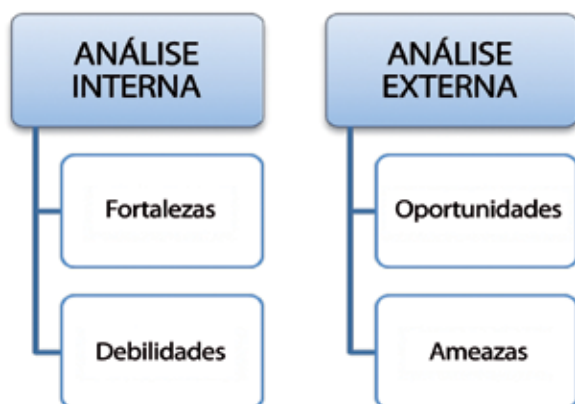 ANÁLISE
INTERNA
Fortalezas
Debilidades
ANÁLISE
EXTERNA
Oportunidades
Ameazas